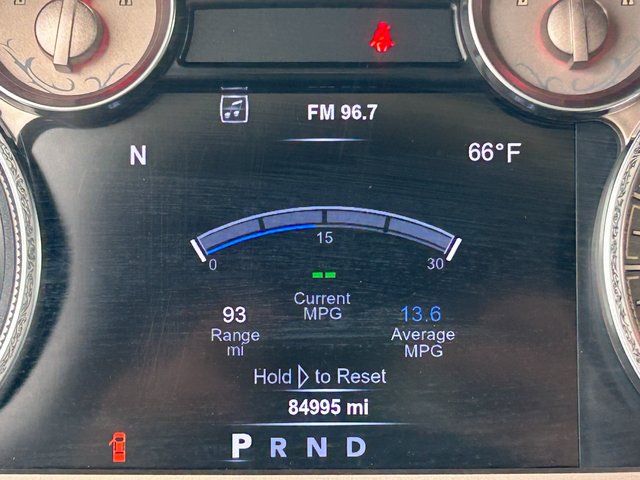 FM 96.7
N 66°F
15
0 30
--
Current MPG
93 13.6
Range mi Average MPG
Hold ▷ to Reset
84995 mi
P R N D